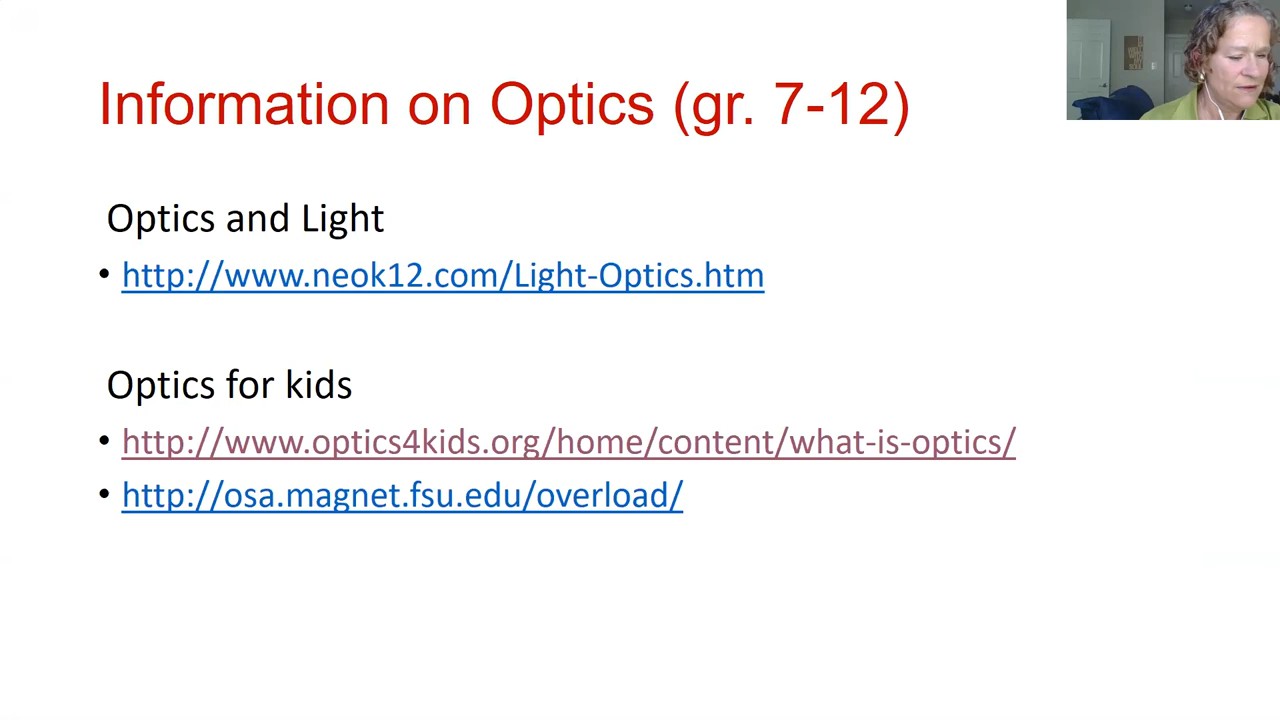 Information on Optics (gr. 7-12)
Optics and Light
• http://www.neok12.com/Light-Optics.htm
Optics for kids
• http://www.optics4kids.org/home/content/what-is-optics/
• http://osa.magnet.fsu.edu/overload/